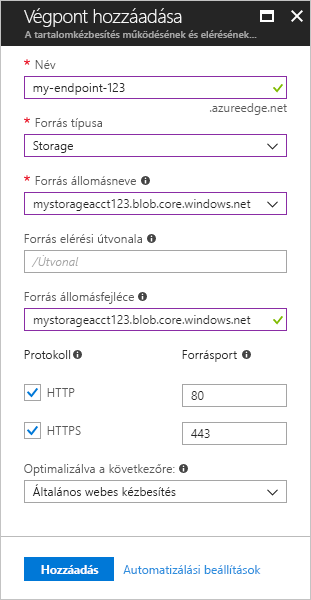 Végpont hozzáadása
A tartalomkézbesítés működésének és elérésének...
* Név
my-endpoint-123
.azureedge.net
* Forrás típusa
Storage
* Forrás állomásneve
mystorageacct123.blob.core.windows.net
Forrás elérési útvonala
/Útvonal
Forrás állomásfejléce
mystorageacct123.blob.core.windows.net
Protokoll Forrásport
HTTP 80
HTTPS 443
Optimalizálva a következőre:
Általános webes kézbesítés
Hozzáadás Automatizálási beállítások